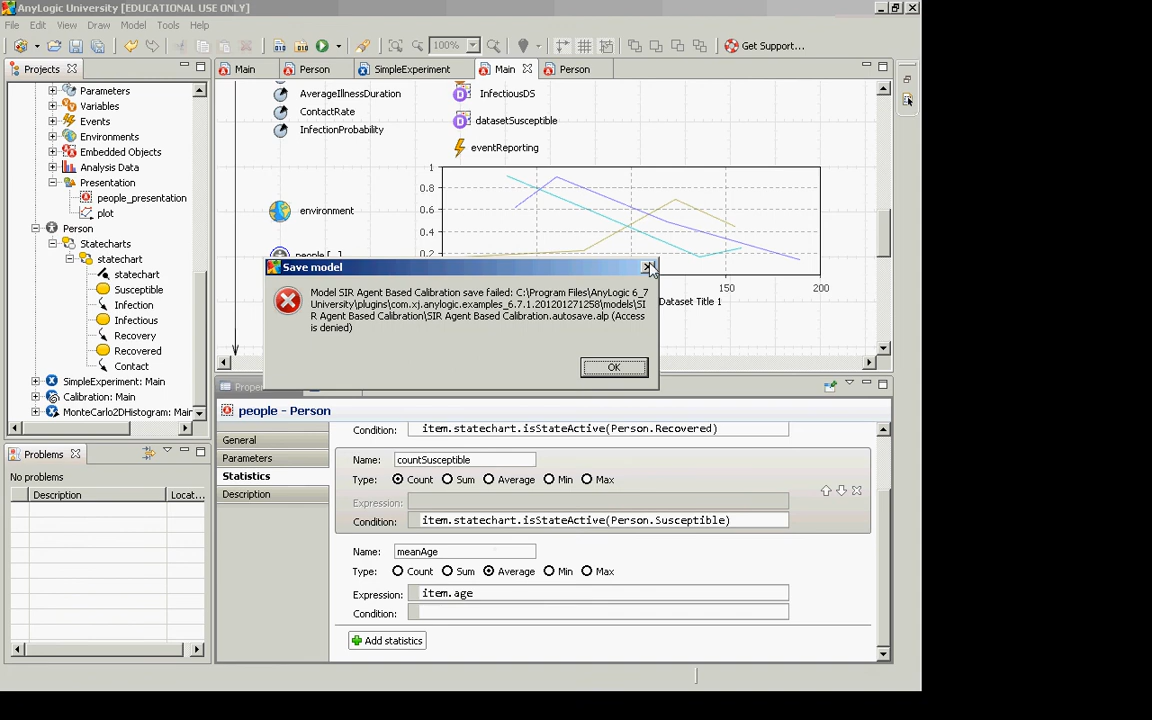 AnyLogic University [EDUCATIONAL USE ONLY]
File Edit View Draw Model Tools Help
100% Get Support...
Projects
Main Person SimpleExperiment Main Person
Parameters
Variables
Events
Environments
Embedded Objects
Analysis Data
Presentation
people_presentation
plot
Person
Statecharts
statechart
statechart
Susceptible
Infection
Infectious
Recovery
Recovered
Contact
SimpleExperiment: Main
Calibration: Main
MonteCarlo2DHistogram: Main
AverageIllnessDuration
ContactRate
InfectionProbability
environment
people [..]
InfectiousDS
datasetSusceptible
eventReporting
1
0.8
0.6
0.4
0.2
150
200
Dataset Title 1
Save model
Model SIR Agent Based Calibration save failed: C:\Program Files\AnyLogic 6_7
University\plugins\com.xj.anylogic.examples_6.7.1.201201271258\models\SI
R Agent Based Calibration\SIR Agent Based Calibration.autosave.alp (Access
is denied)
OK
Problems
No problems
Description Locat...
people - Person
General
Parameters
Statistics
Description
Condition: item.statechart.isStateActive(Person.Recovered)
Name: countSusceptible
Type: Count Sum Average Min Max
Expression:
Condition: item.statechart.isStateActive(Person.Susceptible)
Name: meanAge
Type: Count Sum Average Min Max
Expression: item.age
Condition:
Add statistics